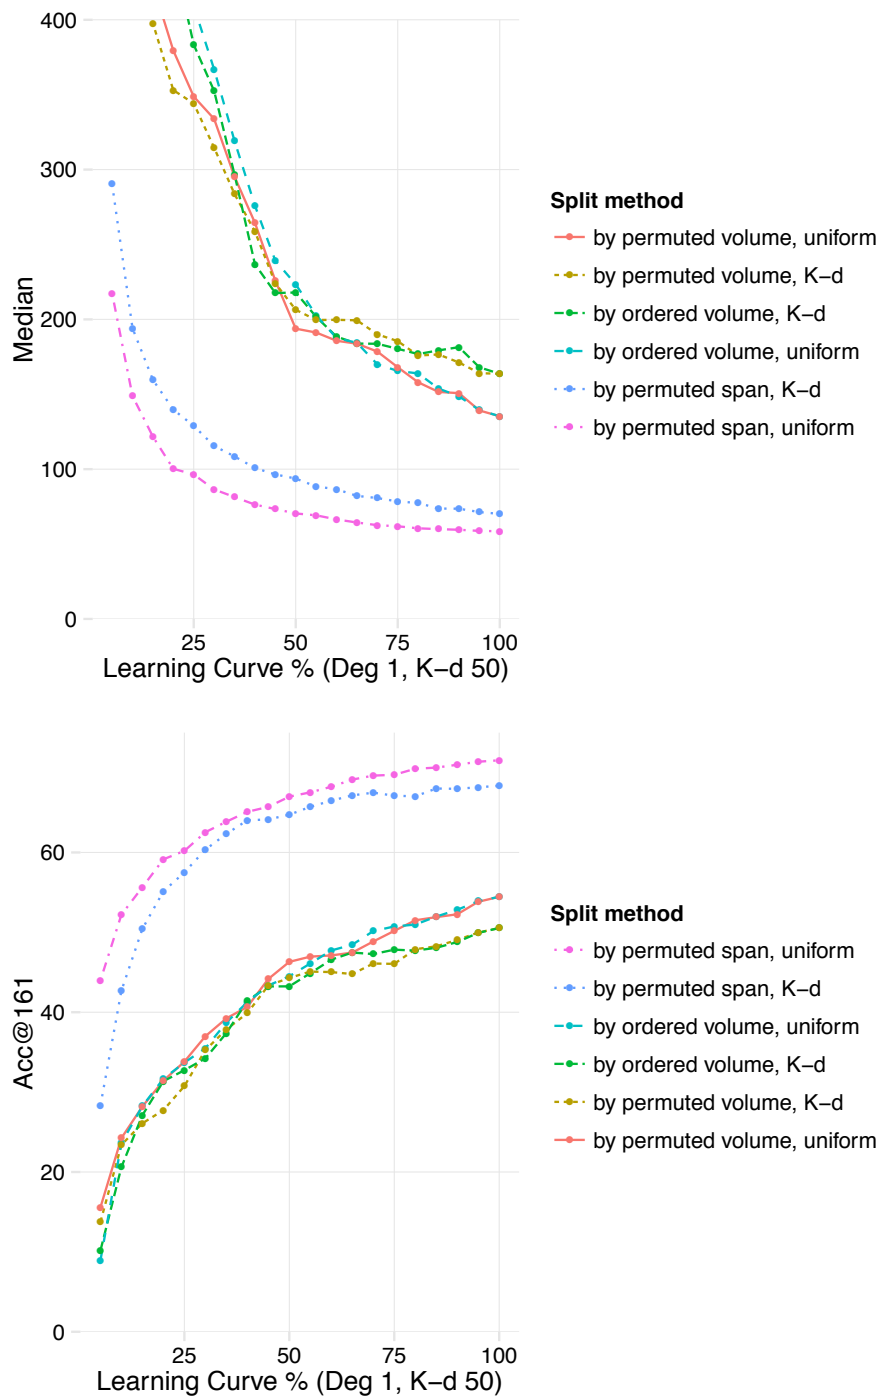 400
300
200
100
0
Median
25 50 75 100
Learning Curve % (Deg 1, K−d 50)
Split method
by permuted volume, uniform
by permuted volume, K−d
by ordered volume, K−d
by ordered volume, uniform
by permuted span, K−d
by permuted span, uniform
60
40
20
0
Acc@161
25 50 75 100
Learning Curve % (Deg 1, K−d 50)
Split method
by permuted span, uniform
by permuted span, K−d
by ordered volume, uniform
by ordered volume, K−d
by permuted volume, K−d
by permuted volume, uniform